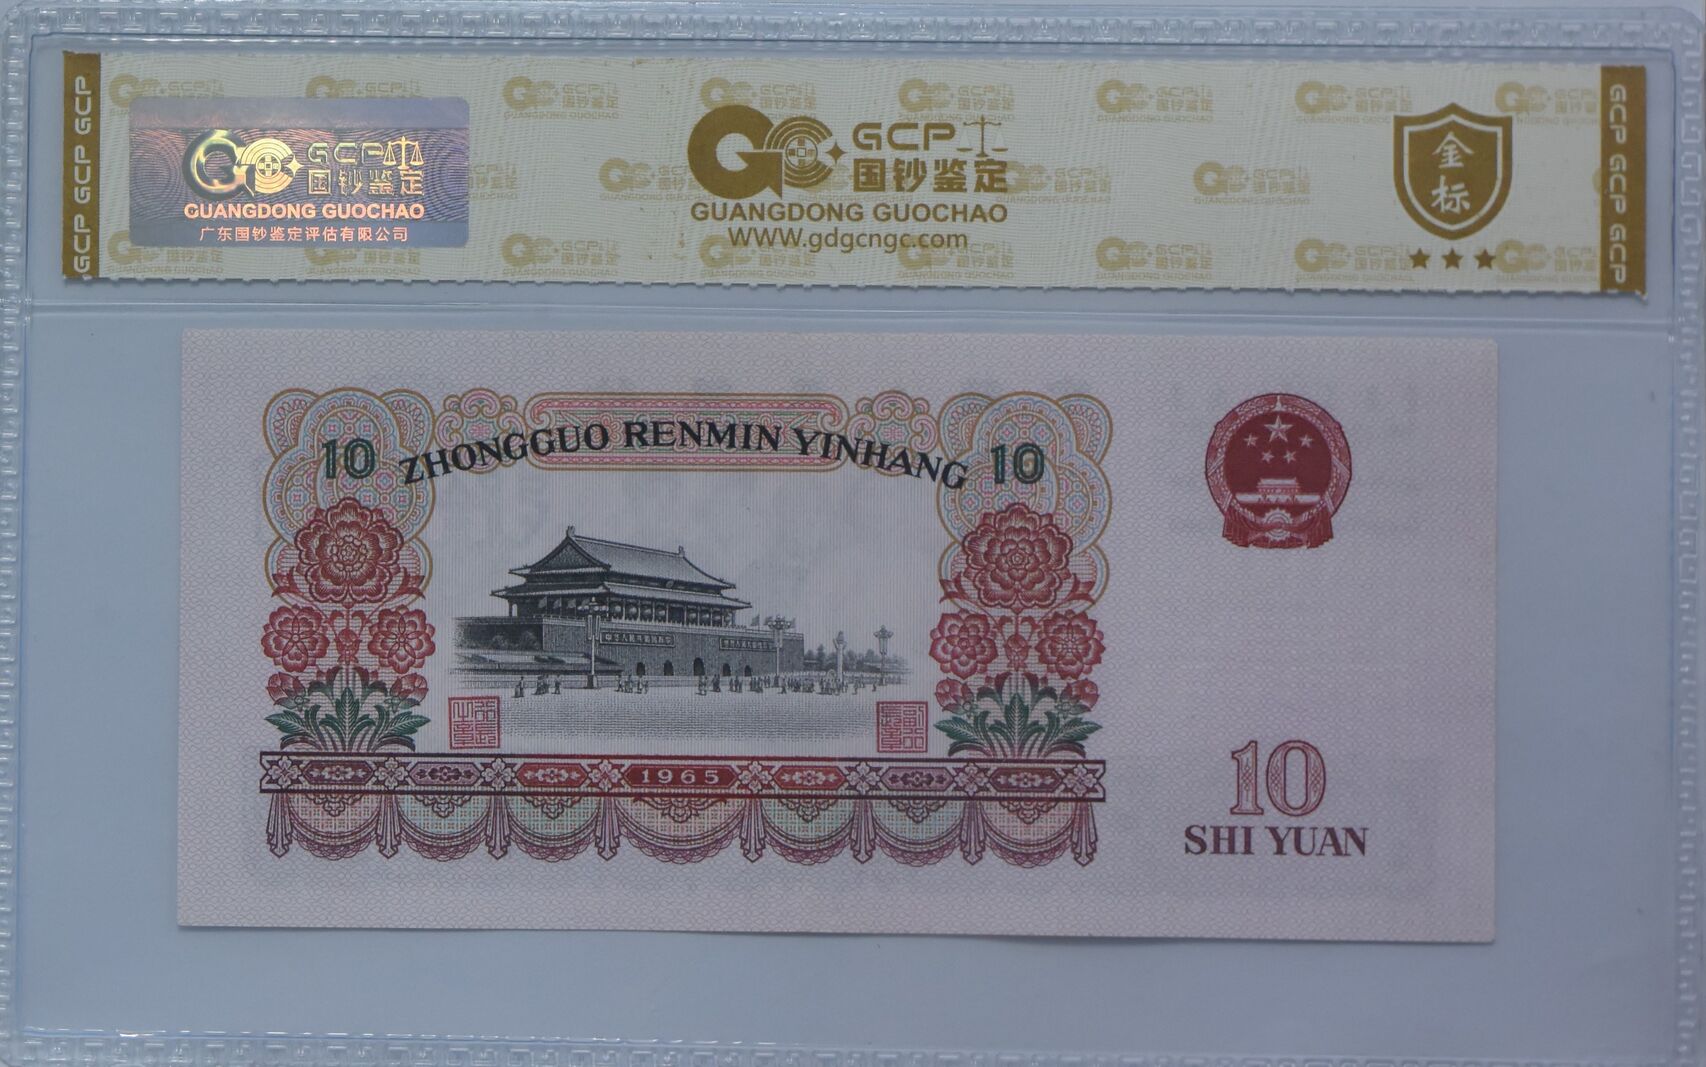 GCP GCP GCP
GCP
国钞鉴定
GUANGDONG GUOCHAO
广东国钞鉴定评估有限公司
GCP
国钞鉴定
GUANGDONG GUOCHAO
WWW.gdgcngc.com
金标
GCP GCP GCP
10 ZHONGGUO RENMIN YINHANG 10
1965
10
SHI YUAN